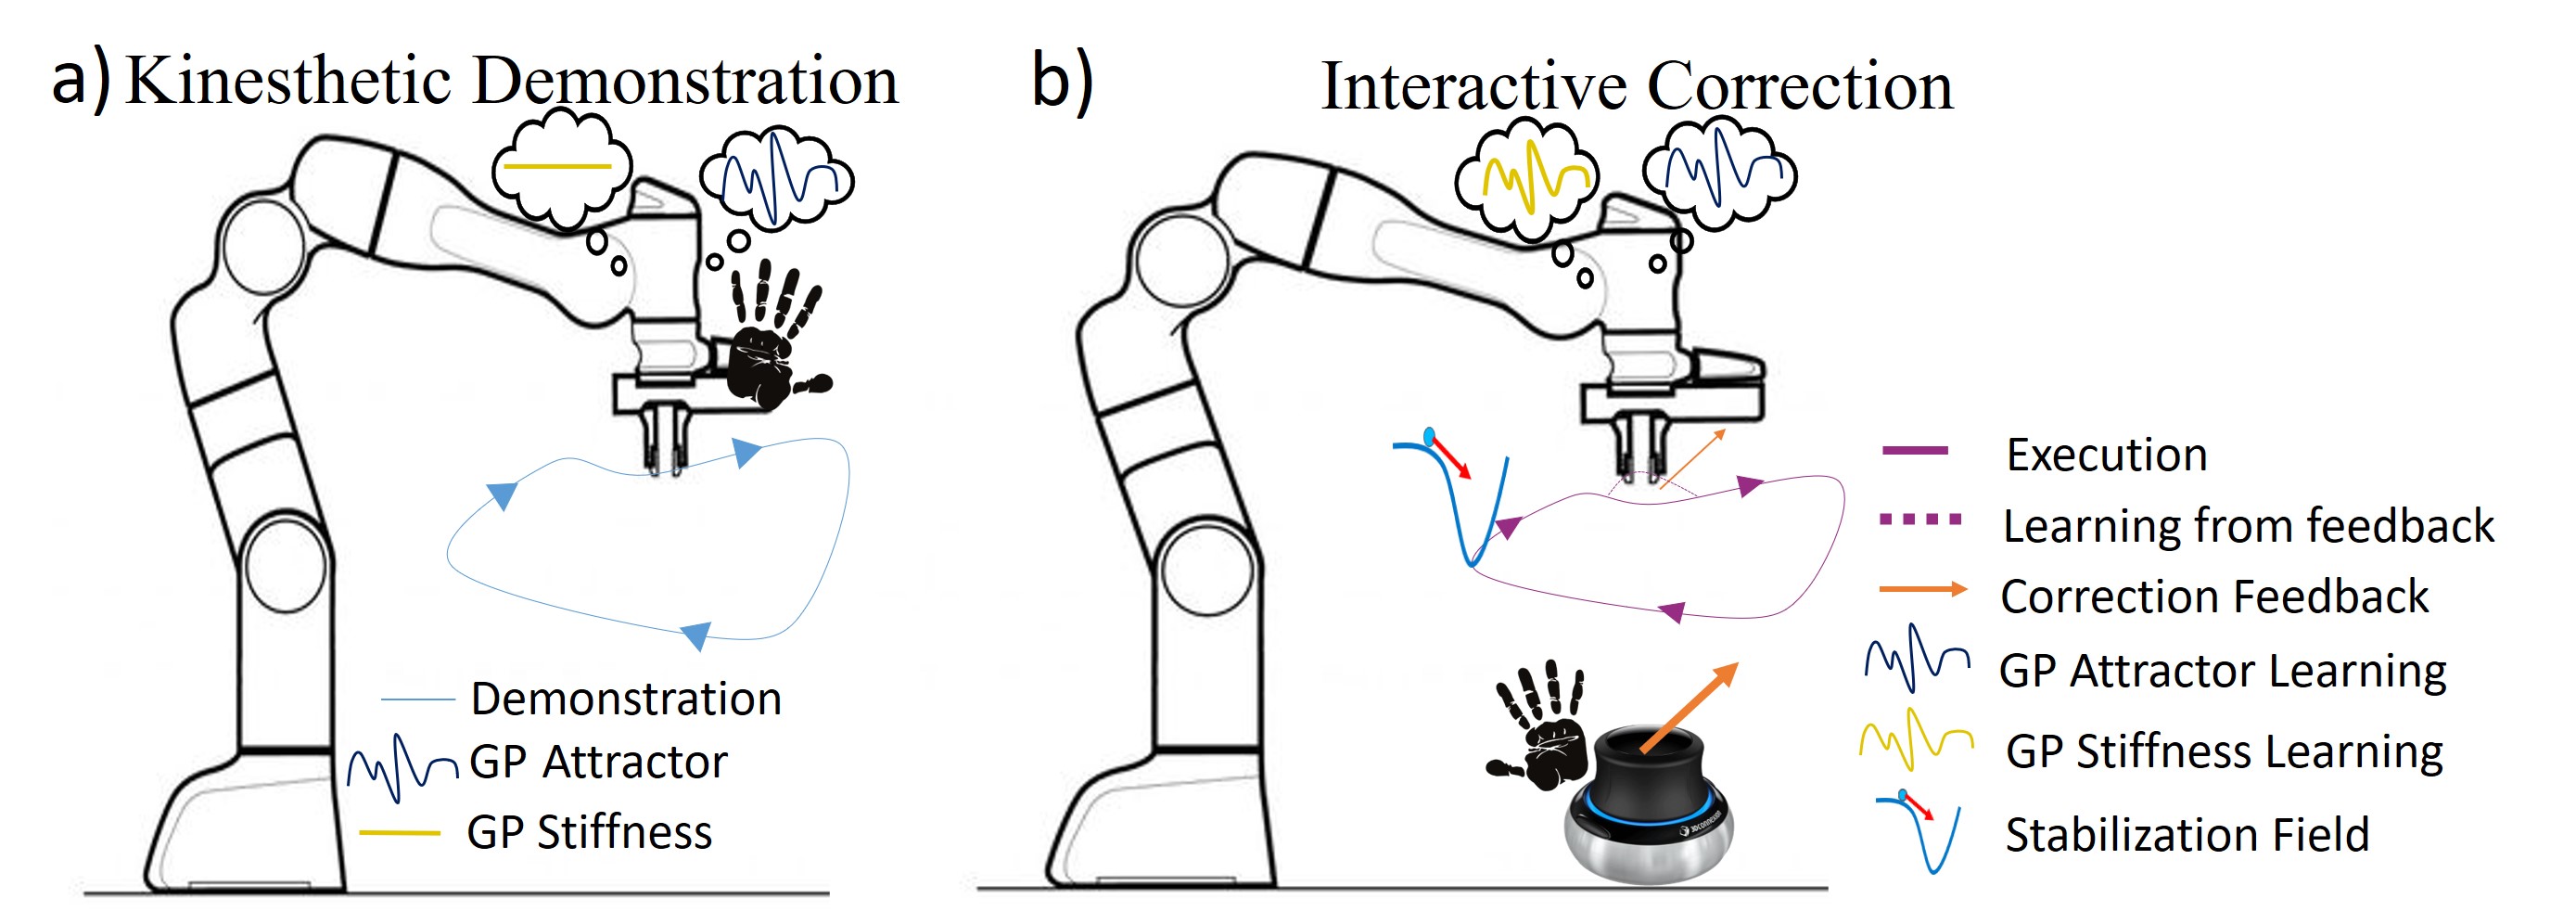 a) Kinesthetic Demonstration
Demonstration
GP Attractor
GP Stiffness
b) Interactive Correction
Execution
Learning from feedback
Correction Feedback
GP Attractor Learning
GP Stiffness Learning
Stabilization Field
3Dconnexion